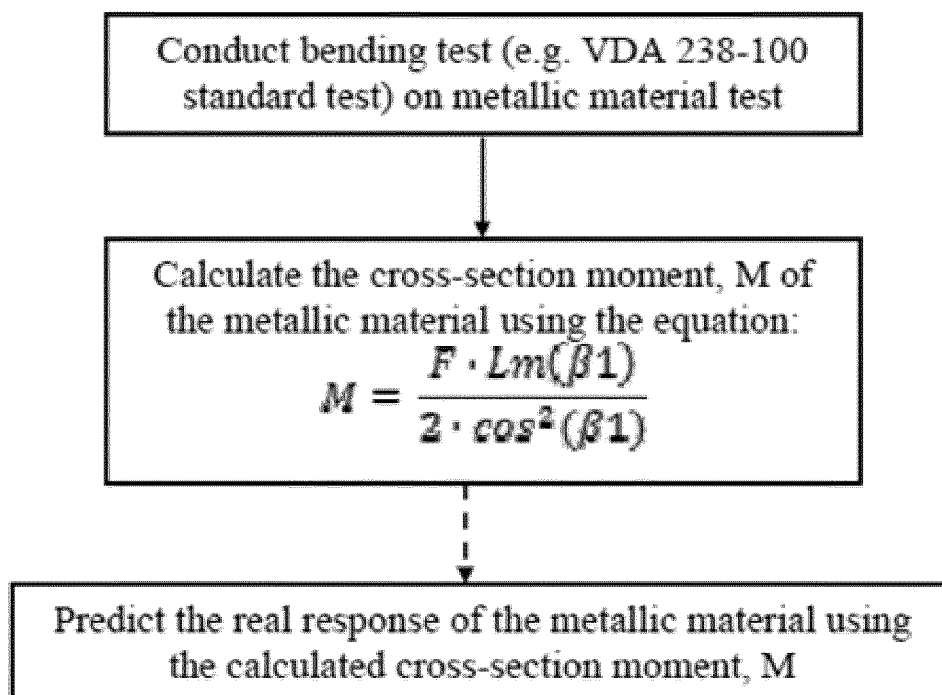 Conduct bending test (e.g. VDA 238-100
standard test) on metallic material test
Calculate the cross-section moment, M of
the metallic material using the equation:
M = F · Lm(β1) / 2 · cos²(β1)
Predict the real response of the metallic material using
the calculated cross-section moment, M